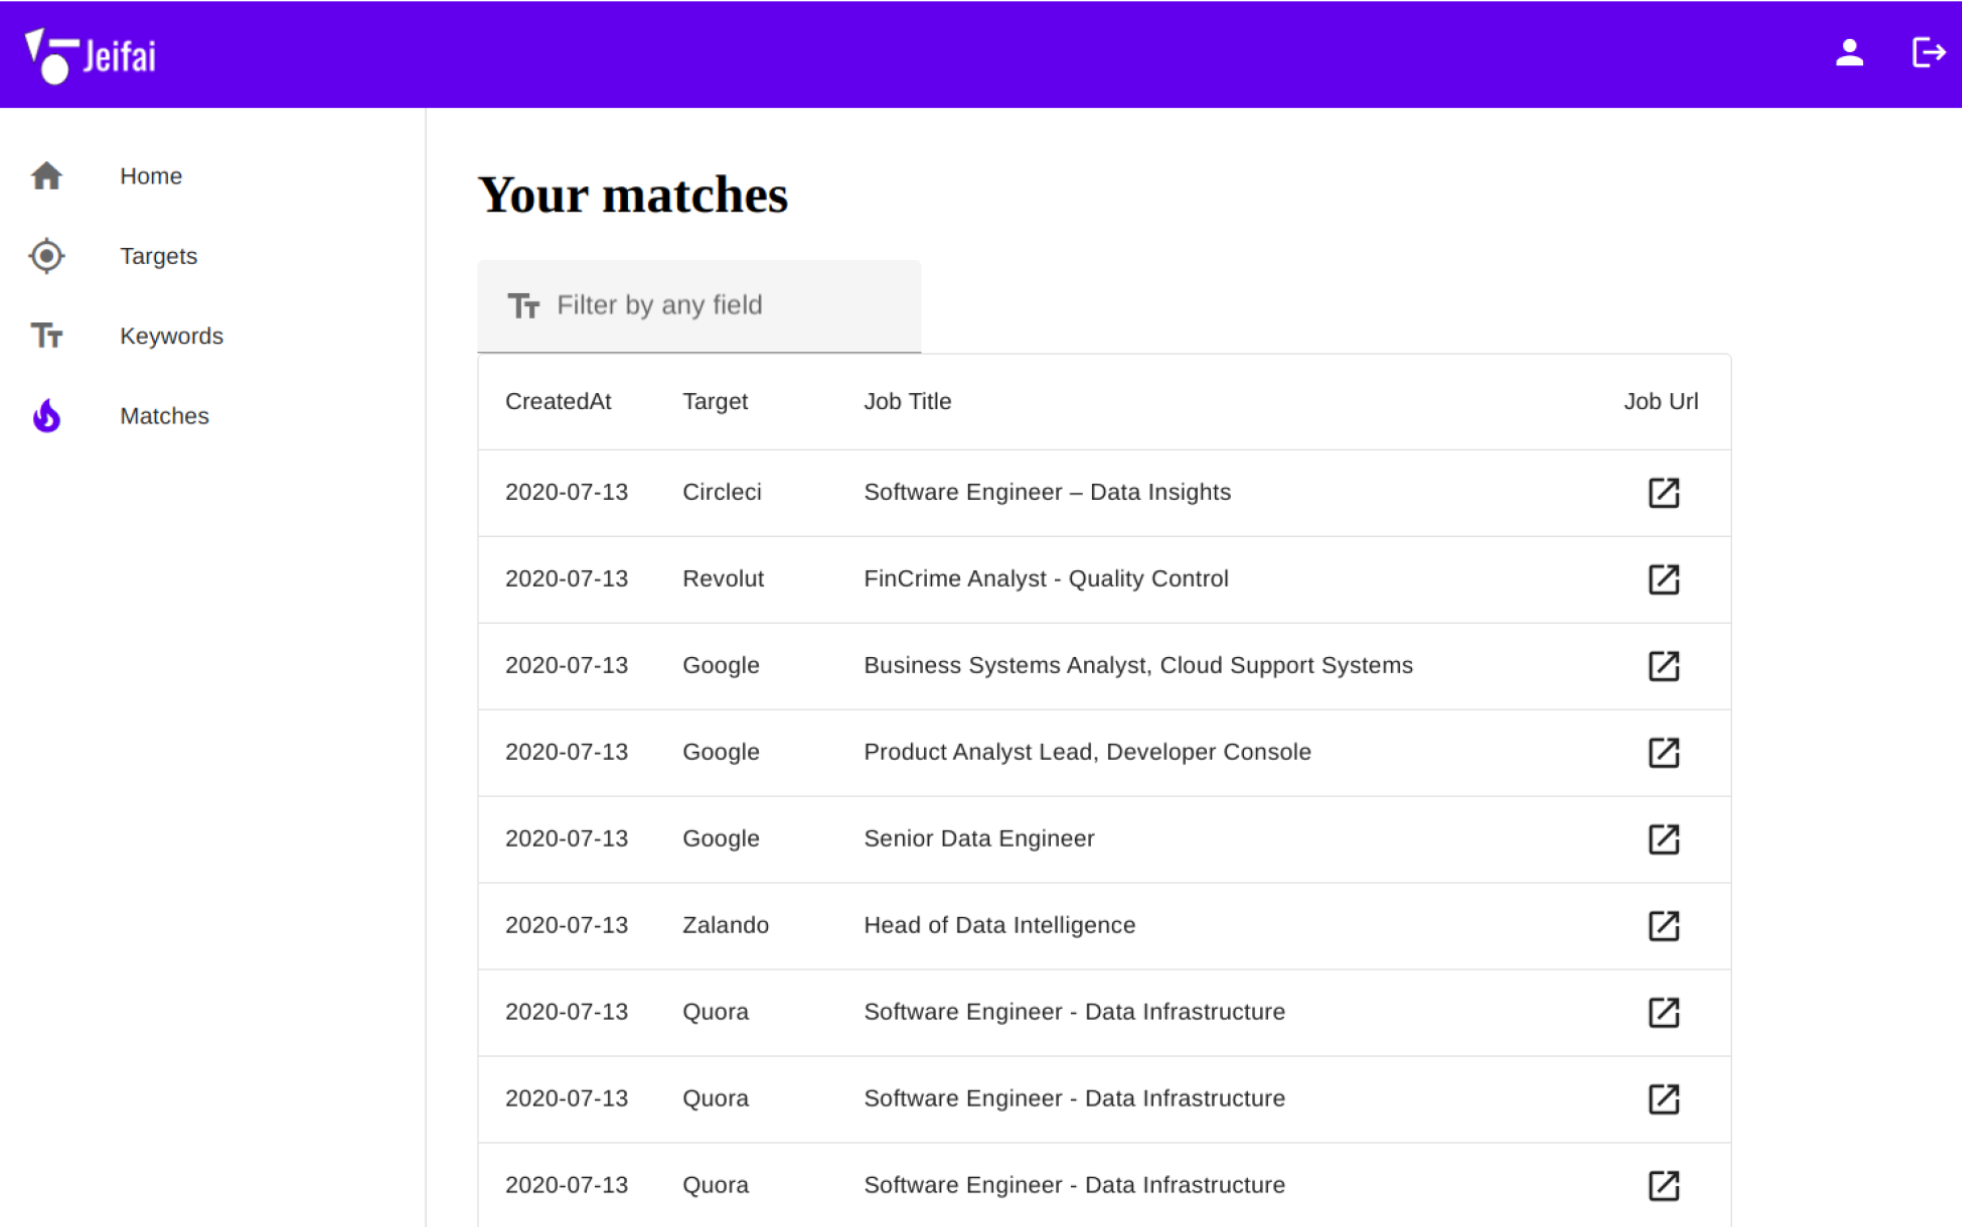 Jeifai
Home
Targets
Keywords
Matches
Your matches
Filter by any field
CreatedAt Target Job Title Job Url
2020-07-13 Circleci Software Engineer – Data Insights
2020-07-13 Revolut FinCrime Analyst - Quality Control
2020-07-13 Google Business Systems Analyst, Cloud Support Systems
2020-07-13 Google Product Analyst Lead, Developer Console
2020-07-13 Google Senior Data Engineer
2020-07-13 Zalando Head of Data Intelligence
2020-07-13 Quora Software Engineer - Data Infrastructure
2020-07-13 Quora Software Engineer - Data Infrastructure
2020-07-13 Quora Software Engineer - Data Infrastructure